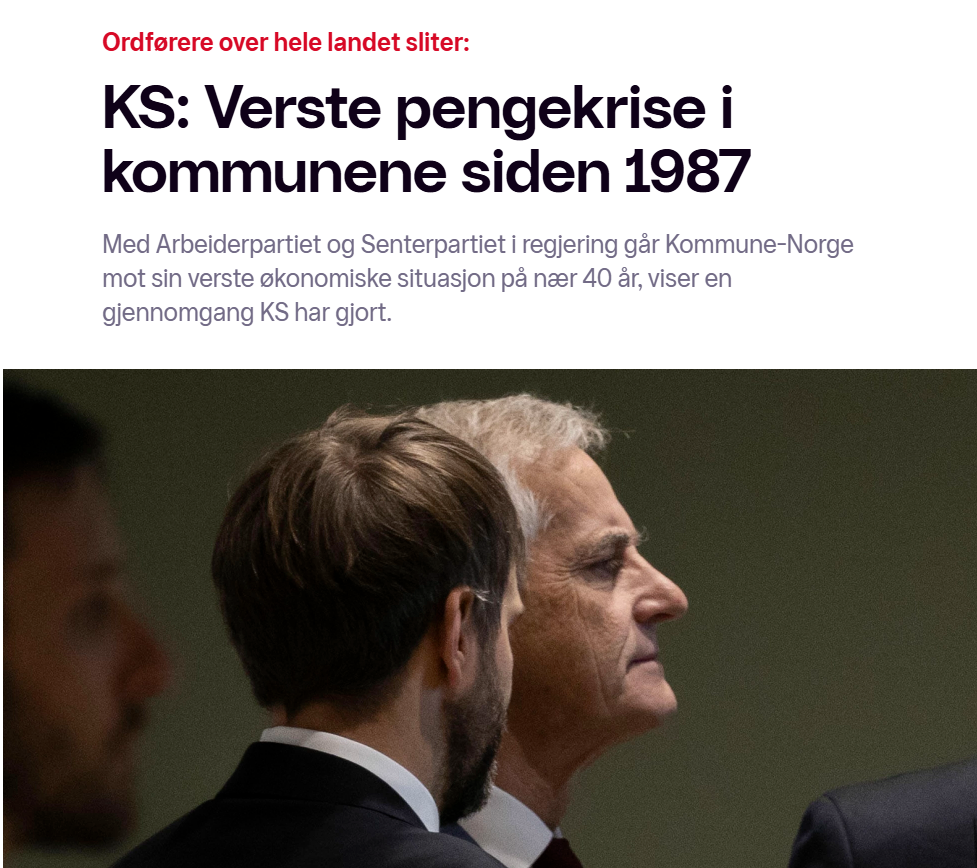 Ordførere over hele landet sliter:
KS: Verste pengekrise i
kommunene siden 1987
Med Arbeiderpartiet og Senterpartiet i regjering går Kommune-Norge
mot sin verste økonomiske situasjon på nær 40 år, viser en
gjennomgang KS har gjort.